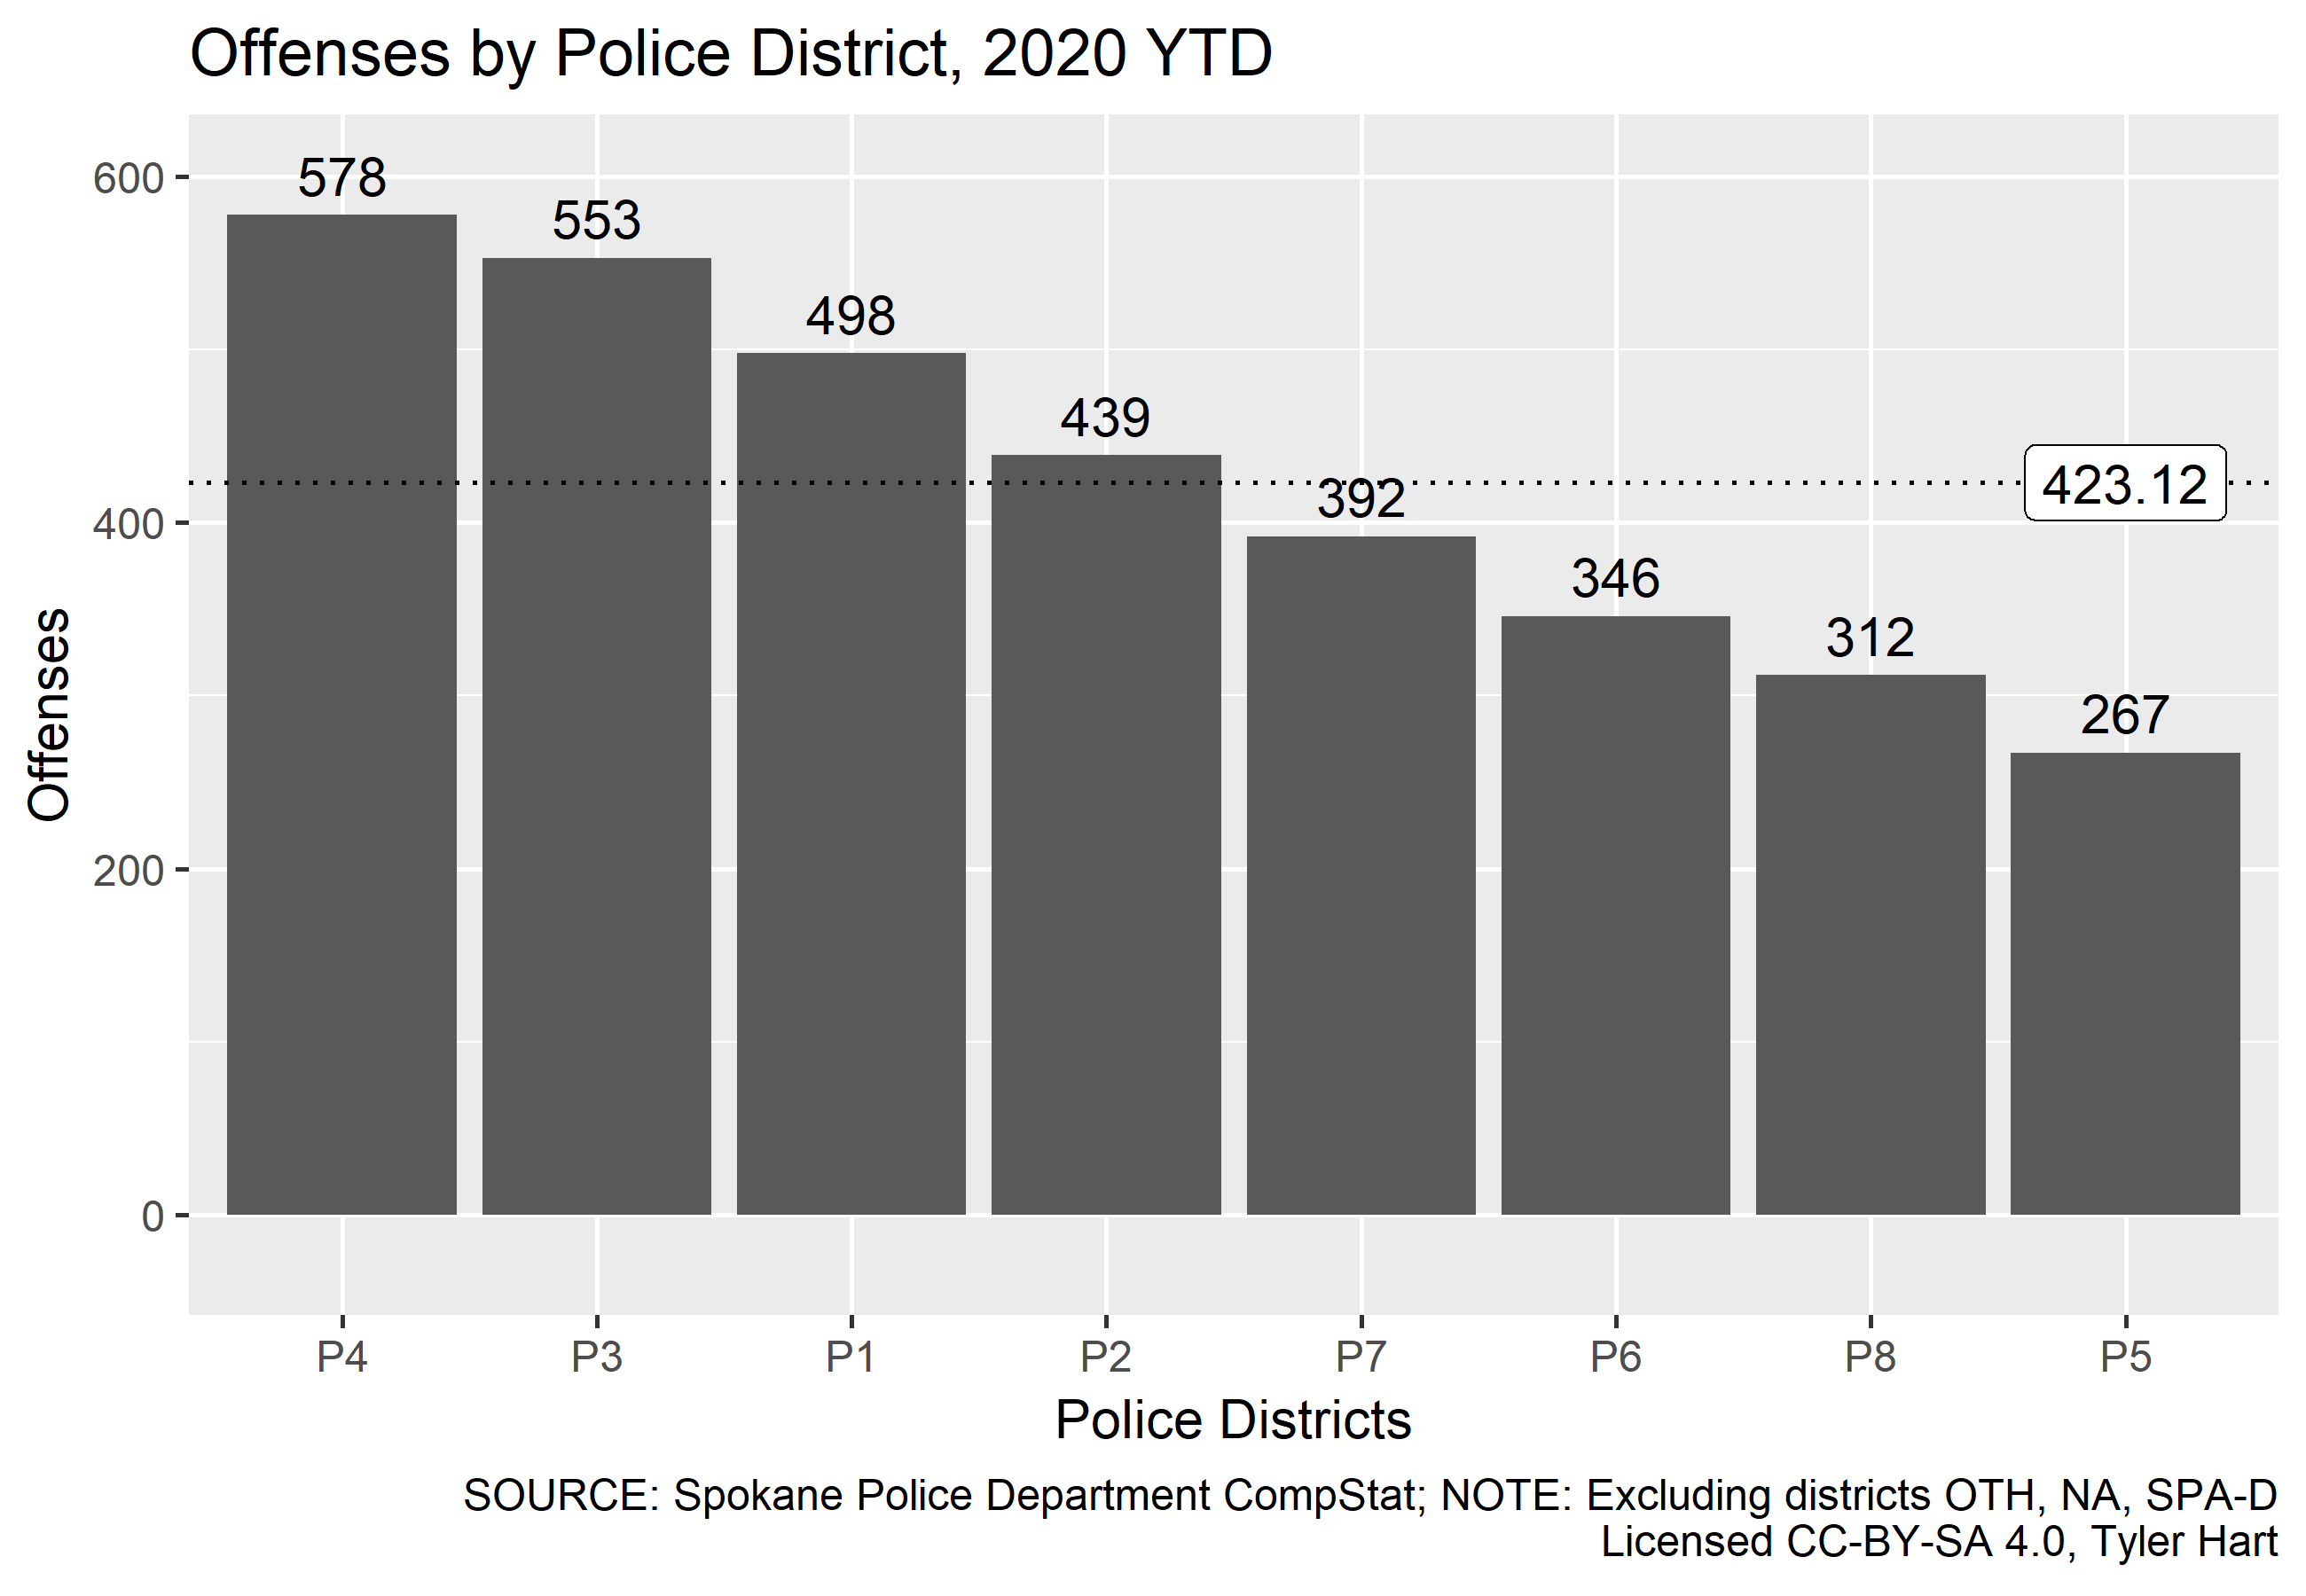 Offenses by Police District, 2020 YTD
Offenses
600
400
200
0
578
553
498
439
392
346
312
267
423.12
P4
P3
P1
P2
P7
P6
P8
P5
Police Districts
SOURCE: Spokane Police Department CompStat; NOTE: Excluding districts OTH, NA, SPA-D
Licensed CC-BY-SA 4.0, Tyler Hart